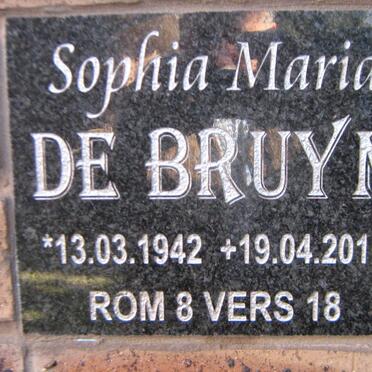 Sophia Maria
DE BRUYN
*13.03.1942 +19.04.201
ROM 8 VERS 18